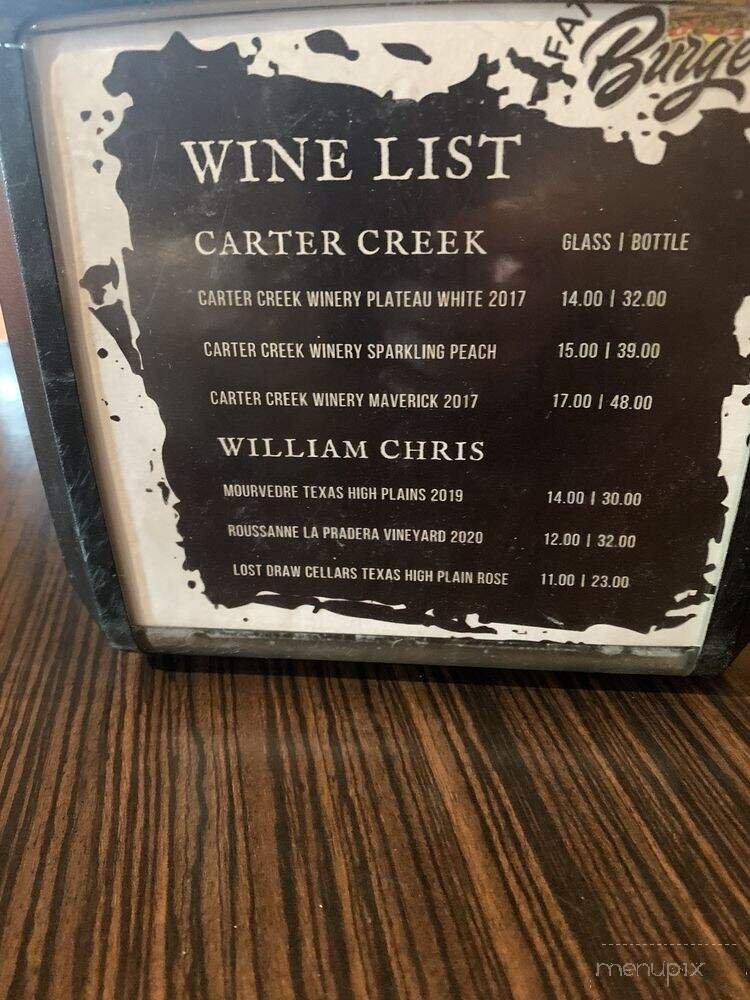 FAT
Burge
WINE LIST
CARTER CREEK GLASS | BOTTLE
CARTER CREEK WINERY PLATEAU WHITE 2017 14.00 | 32.00
CARTER CREEK WINERY SPARKLING PEACH 15.00 | 39.00
CARTER CREEK WINERY MAVERICK 2017 17.00 | 48.00
WILLIAM CHRIS
MOURVEDRE TEXAS HIGH PLAINS 2019 14.00 | 30.00
ROUSSANNE LA PRADERA VINEYARD 2020 12.00 | 32.00
LOST DRAW CELLARS TEXAS HIGH PLAIN ROSE 11.00 | 23.00
menupix